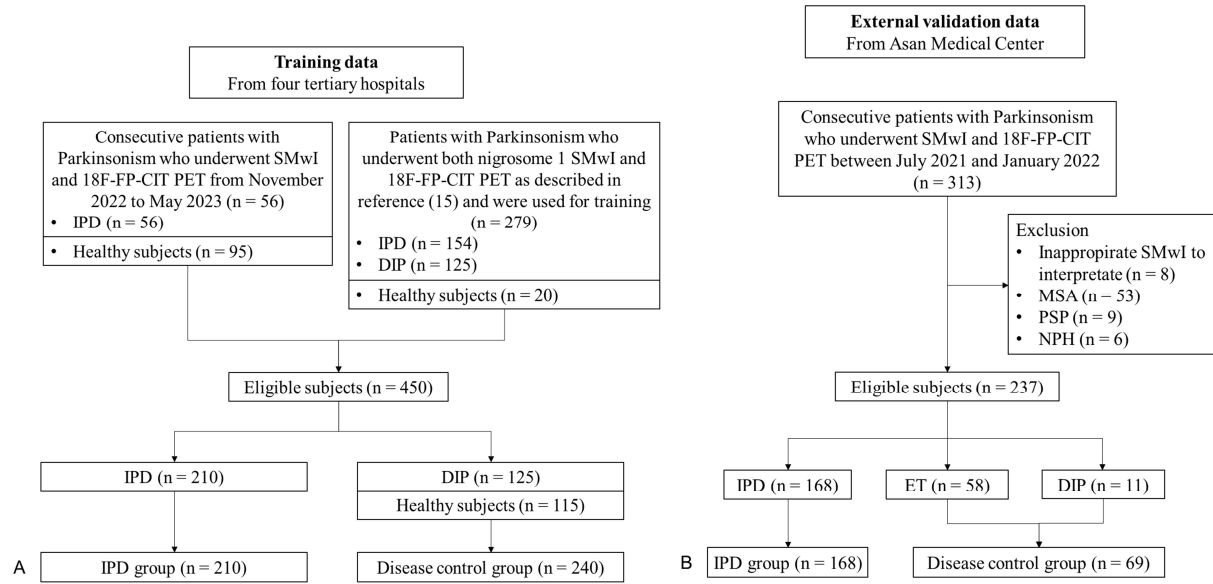 Training data
From four tertiary hospitals
Consecutive patients with
Parkinsonism who underwent SMwI
and 18F-FP-CIT PET from November
2022 to May 2023 (n = 56)
• IPD (n = 56)
• Healthy subjects (n = 95)
Patients with Parkinsonism who
underwent both nigrosome 1 SMwI and
18F-FP-CIT PET as described in
reference (15) and were used for training
(n = 279)
• IPD (n = 154)
• DIP (n = 125)
• Healthy subjects (n = 20)
Eligible subjects (n = 450)
IPD (n = 210)
DIP (n = 125)
Healthy subjects (n = 115)
IPD group (n = 210)
Disease control group (n = 240)
A
External validation data
From Asan Medical Center
Consecutive patients with Parkinsonism
who underwent SMwI and 18F-FP-CIT
PET between July 2021 and January 2022
(n = 313)
Exclusion
• Inappropirate SMwI to
interpretate (n = 8)
• MSA (n − 53)
• PSP (n = 9)
• NPH (n = 6)
Eligible subjects (n = 237)
IPD (n = 168)
ET (n = 58)
DIP (n = 11)
IPD group (n = 168)
Disease control group (n = 69)
B